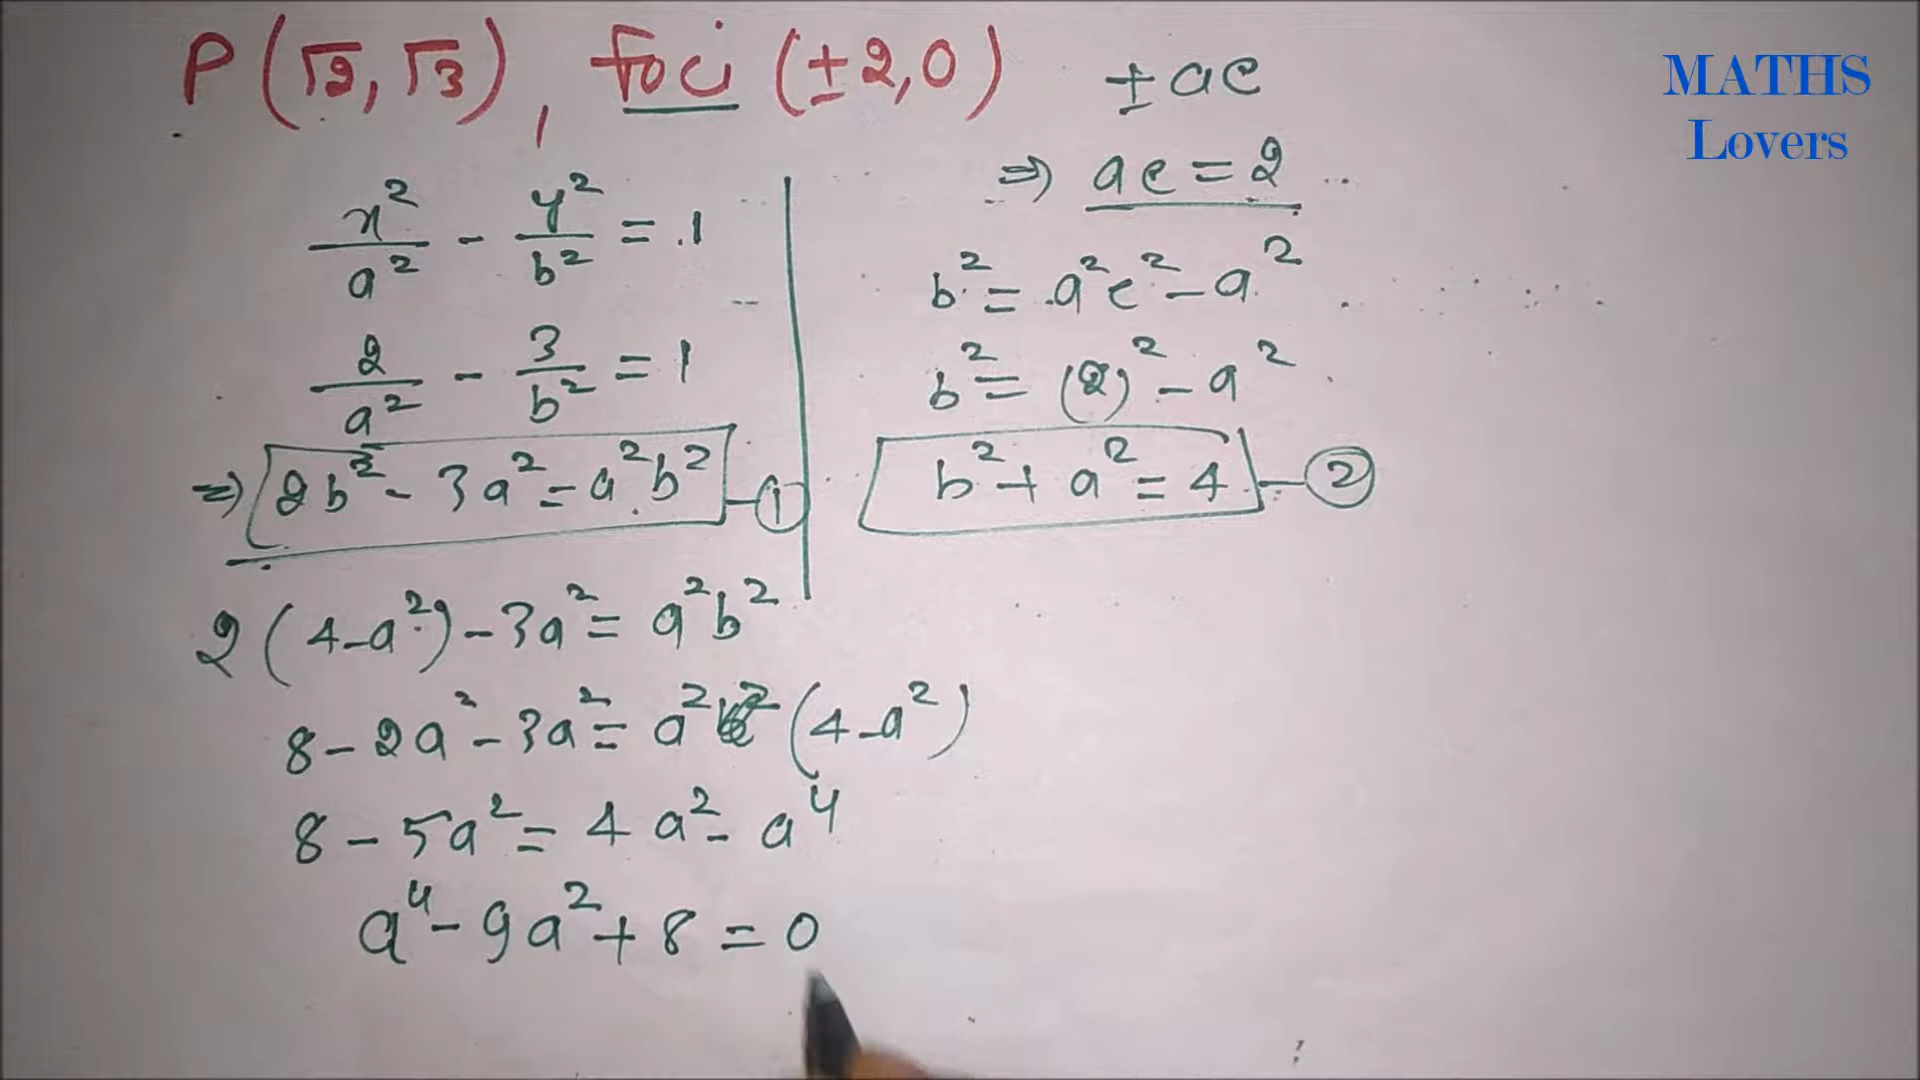 P(√2, √3), foci (±2, 0)
±ae
MATHS
Lovers
x²/a² - y²/b² = 1
2/a² - 3/b² = 1
⇒ 2b² - 3a² = a²b² - ①
⇒ ae = 2
b² = a²e² - a²
b² = (2)² - a²
b² + a² = 4 - ②
2(4-a²) - 3a² = a²b²
8 - 2a² - 3a² = a² (4-a²)
8 - 5a² = 4a² - a⁴
a⁴ - 9a² + 8 = 0